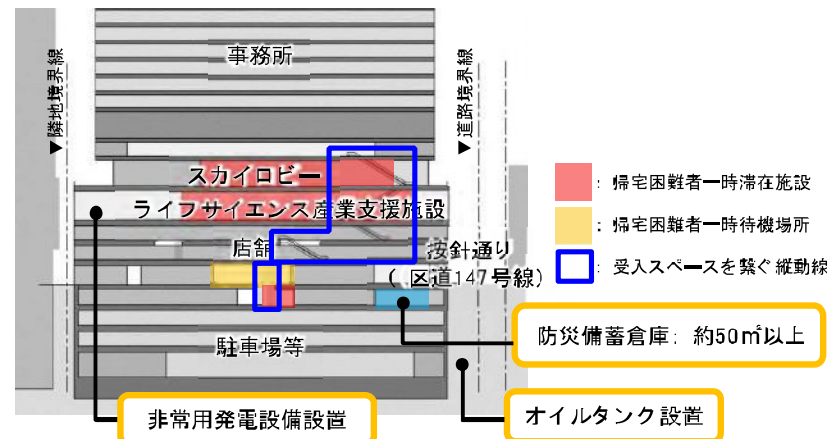 事務所
▼隣地境界線
▼道路境界線
スカイロビー
ライフサイエンス産業支援施設
店舗
按針通り
(区道147号線)
駐車場等
：帰宅困難者一時滞在施設
：帰宅困難者一時待機場所
：受入スペースを繋ぐ縦動線
防災備蓄倉庫：約50㎡以上
非常用発電設備設置
オイルタンク設置